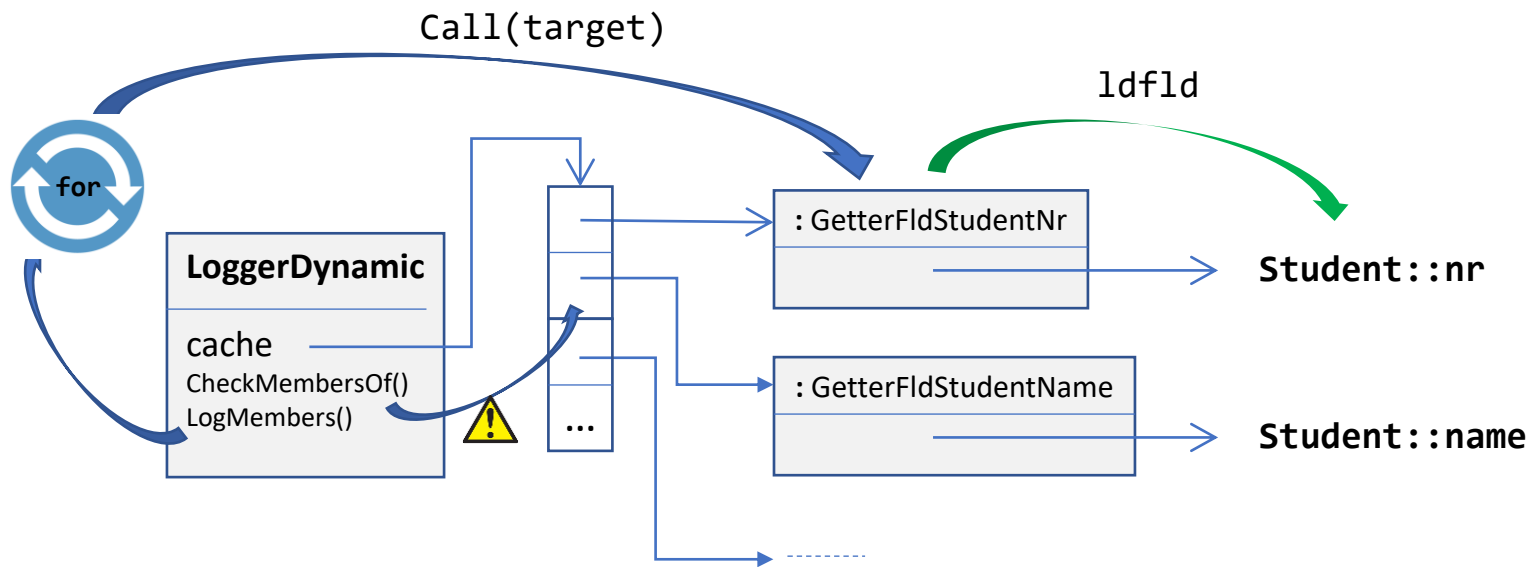 Call(target)
ldfld
for
: GetterFldStudentNr
LoggerDynamic
Student::nr
cache
CheckMembersOf()
LogMembers()
: GetterFldStudentName
...
Student::name